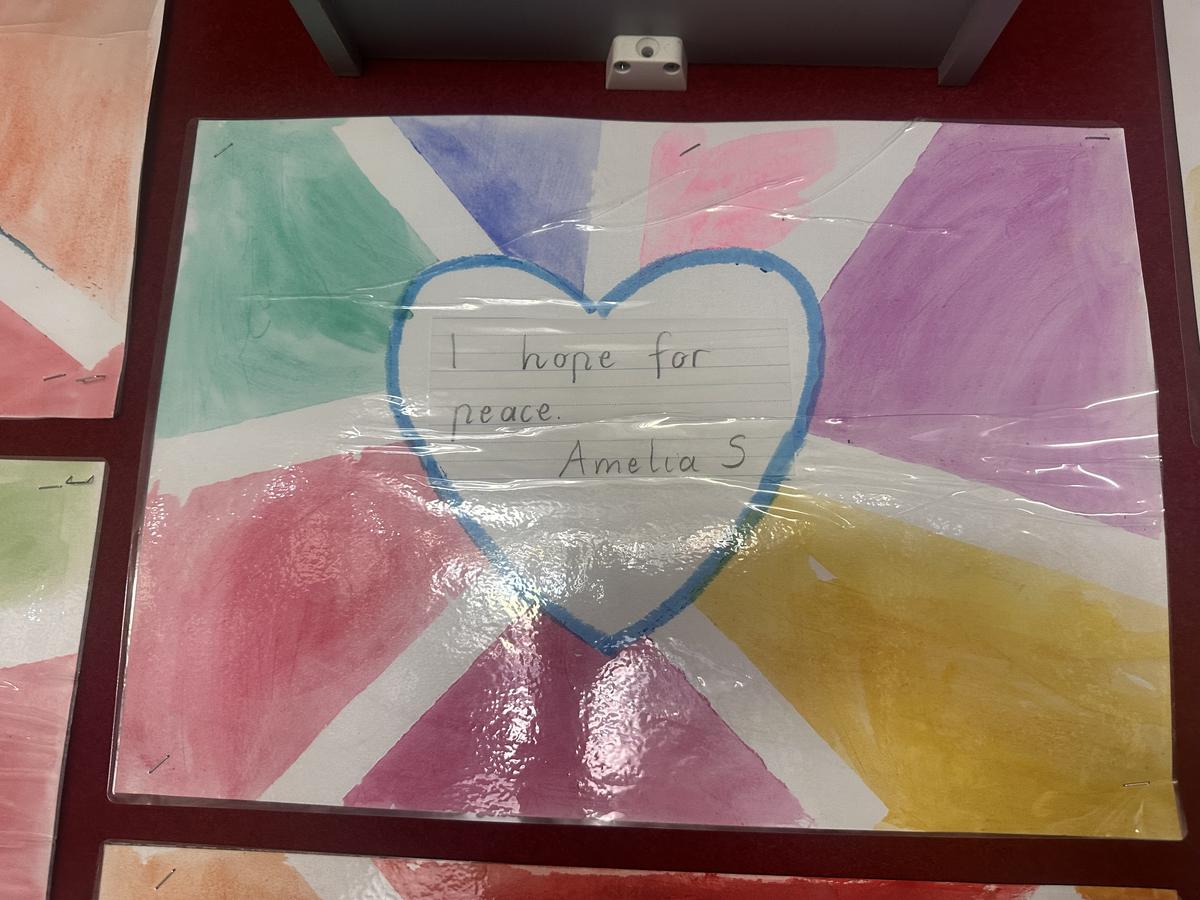 I hope for
peace.
Amelia S